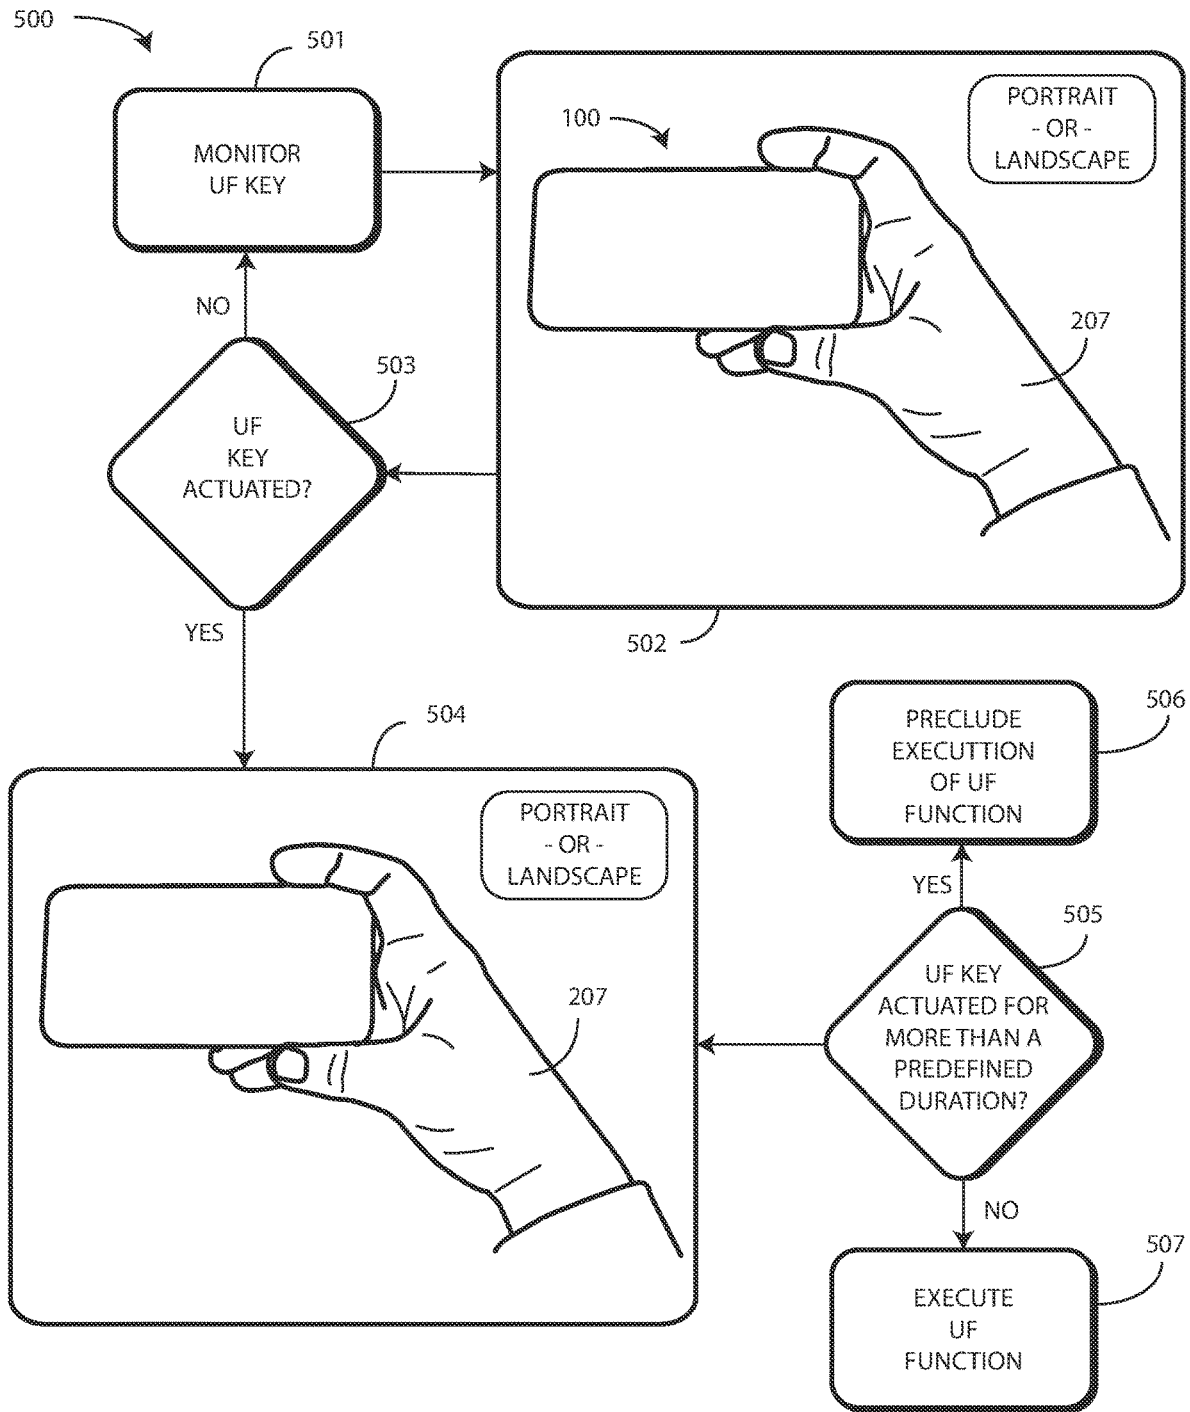 500
501
MONITOR
UF KEY
PORTRAIT
- OR -
LANDSCAPE
100
207
502
NO
503
UF
KEY
ACTUATED?
YES
504
PORTRAIT
- OR -
LANDSCAPE
207
506
PRECLUDE
EXECUTTION
OF UF
FUNCTION
YES
505
UF KEY
ACTUATED FOR
MORE THAN A
PREDEFINED
DURATION?
NO
507
EXECUTE
UF
FUNCTION